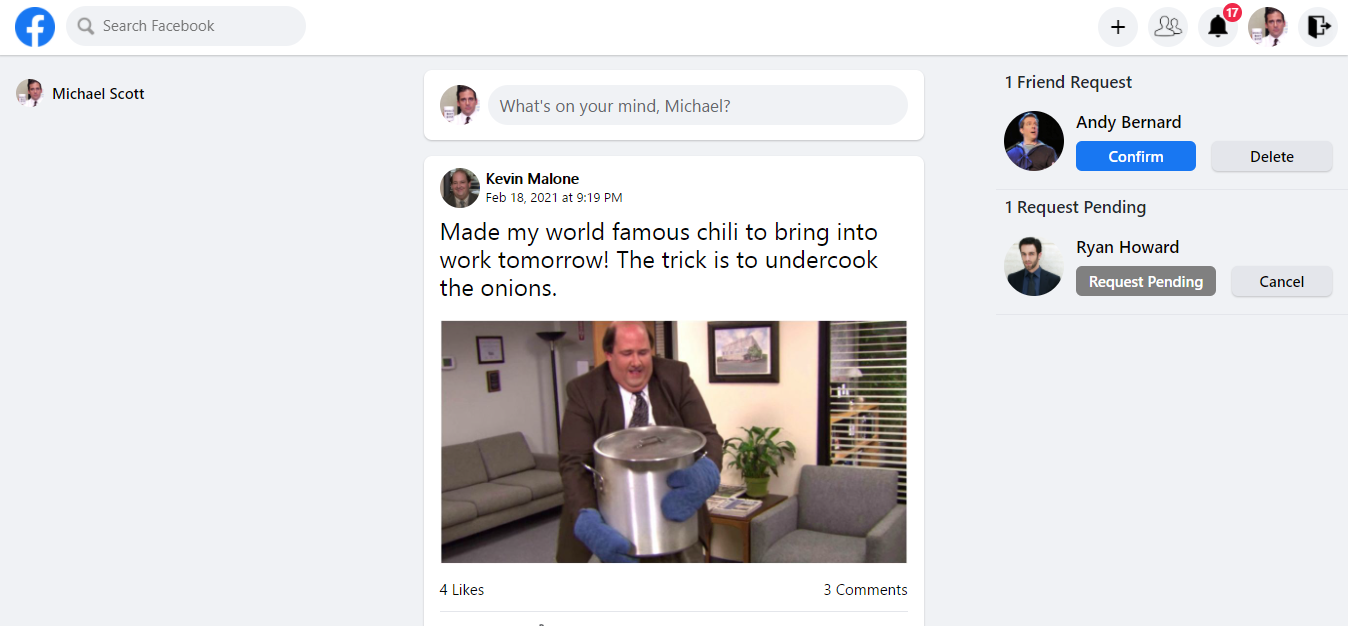 Search Facebook
17
Michael Scott
What's on your mind, Michael?
Kevin Malone
Feb 18, 2021 at 9:19 PM
Made my world famous chili to bring into
work tomorrow! The trick is to undercook
the onions.
4 Likes
3 Comments
1 Friend Request
Andy Bernard
Confirm
Delete
1 Request Pending
Ryan Howard
Request Pending
Cancel